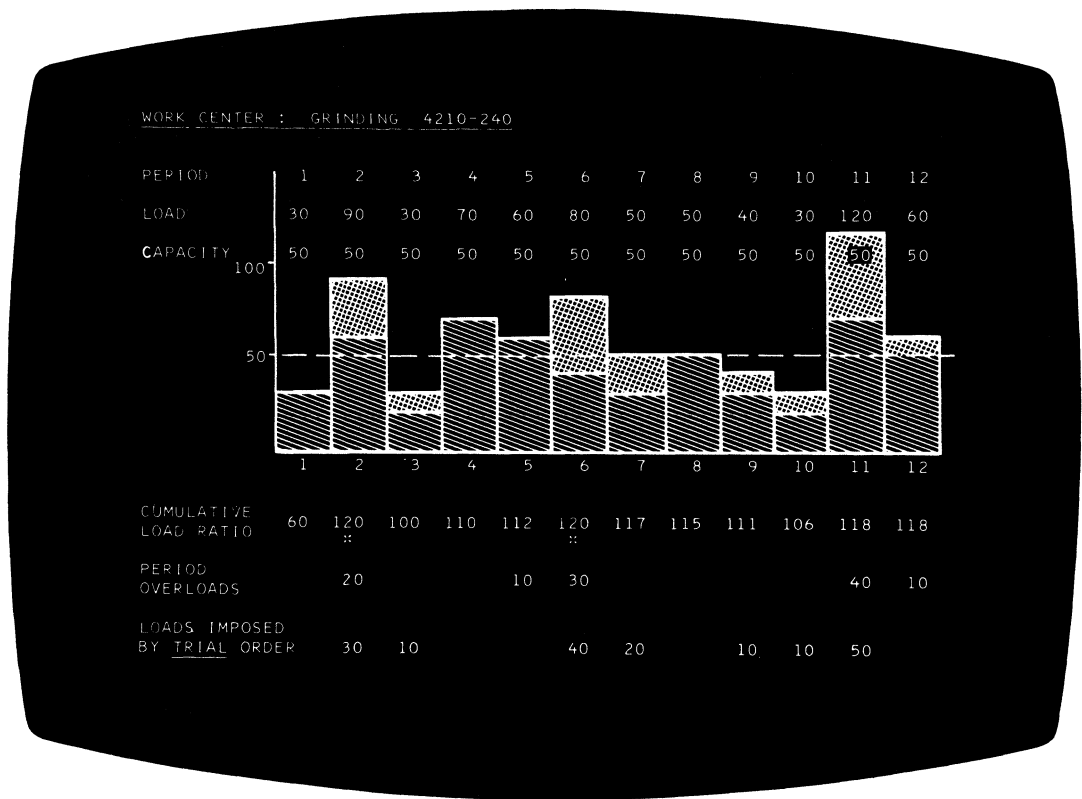 WORK CENTER : GRINDING 4210-240
PERIOD 1 2 3 4 5 6 7 8 9 10 11 12
LOAD 30 90 30 70 60 80 50 50 40 30 120 60
CAPACITY 50 50 50 50 50 50 50 50 50 50 50 50
100
50
1 2 3 4 5 6 7 8 9 10 11 12
CUMULATIVE
LOAD RATIO 60 120 100 110 112 120 117 115 111 106 118 118
PERIOD
OVERLOADS 20 10 30 40 10
LOADS IMPOSED
BY TRIAL ORDER 30 10 40 20 10 10 50